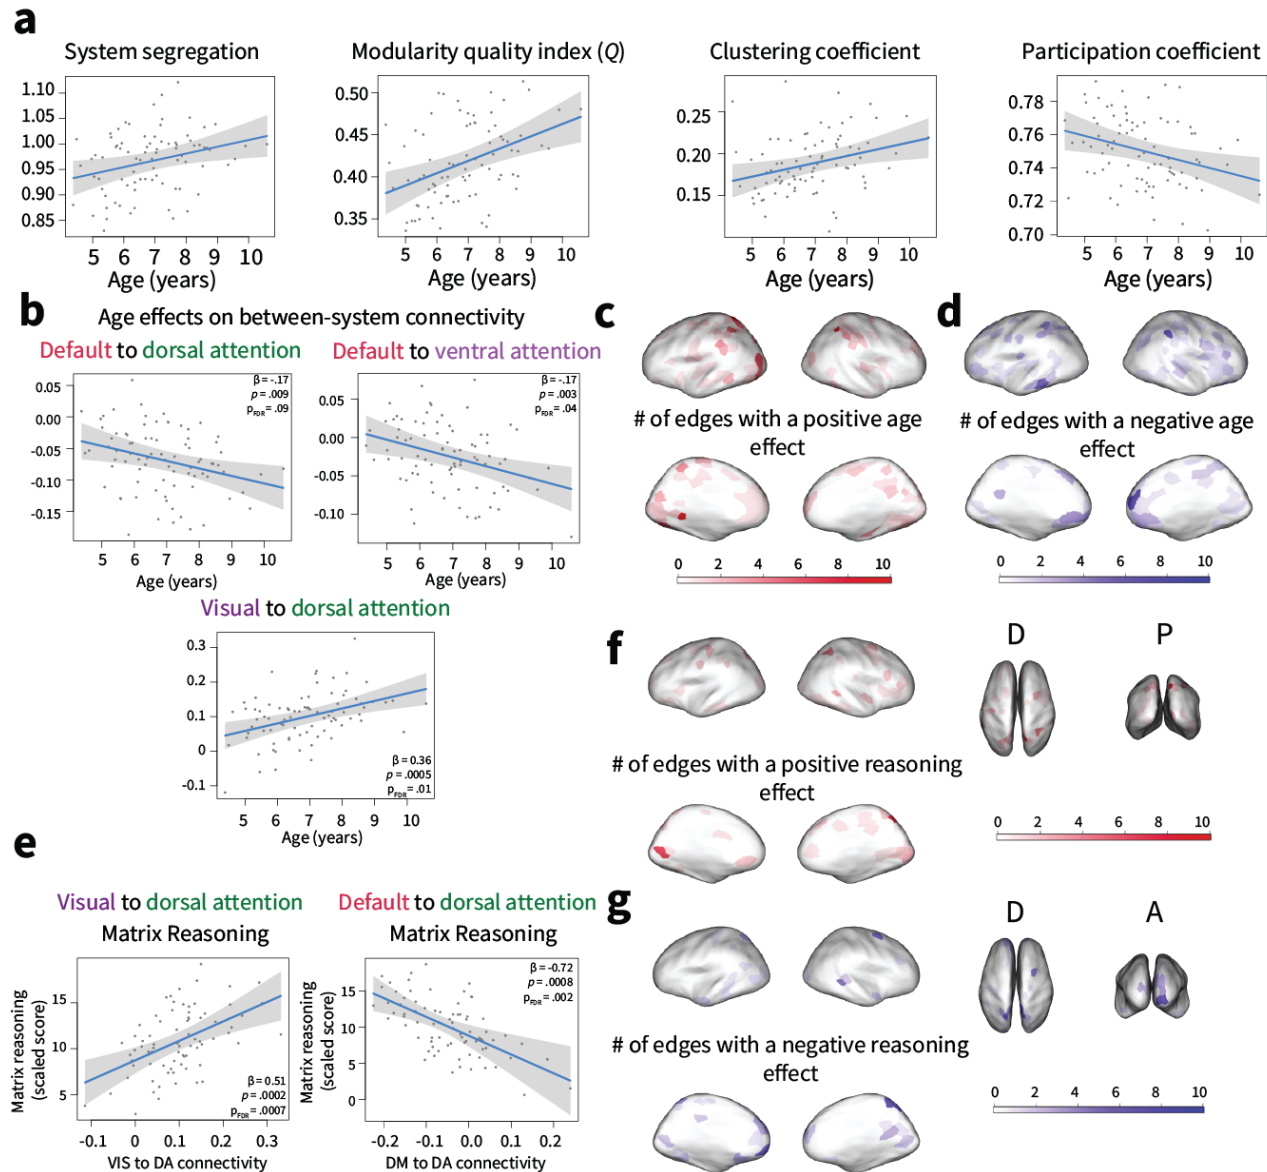 a
System segregation
Modularity quality index (Q)
Clustering coefficient
Participation coefficient
1.10
1.05
1.00
0.95
0.90
0.85
5 6 7 8 9 10
Age (years)
0.50
0.45
0.40
0.35
5 6 7 8 9 10
Age (years)
0.25
0.20
0.15
5 6 7 8 9 10
Age (years)
0.78
0.76
0.74
0.72
0.70
5 6 7 8 9 10
Age (years)
b
Age effects on between-system connectivity
Default to dorsal attention
β = -.17
p = .009
pFDR = .09
0.05
0.00
-0.05
-0.10
-0.15
5 6 7 8 9 10
Age (years)
Default to ventral attention
β = -.17
p = .003
pFDR = .04
0.05
0.00
-0.05
-0.10
5 6 7 8 9 10
Age (years)
Visual to dorsal attention
0.3
0.2
0.1
0
-0.1
β = 0.36
p = .0005
pFDR = .01
5 6 7 8 9 10
Age (years)
c
# of edges with a positive age
effect
0 2 4 6 8 10
d
# of edges with a negative age
effect
0 2 4 6 8 10
e
Visual to dorsal attention
Matrix Reasoning
Matrix reasoning
(scaled score)
15
10
5
β = 0.51
p = .0002
pFDR = .0007
-0.1 0 0.1 0.2 0.3
VIS to DA connectivity
Default to dorsal attention
Matrix Reasoning
Matrix reasoning
(scaled score)
β = -0.72
p = .0008
pFDR = .002
15
10
5
0
-0.2 -0.1 0.0 0.1 0.2
DM to DA connectivity
f
D P
# of edges with a positive reasoning
effect
0 2 4 6 8 10
g
D A
# of edges with a negative reasoning
effect
0 2 4 6 8 10